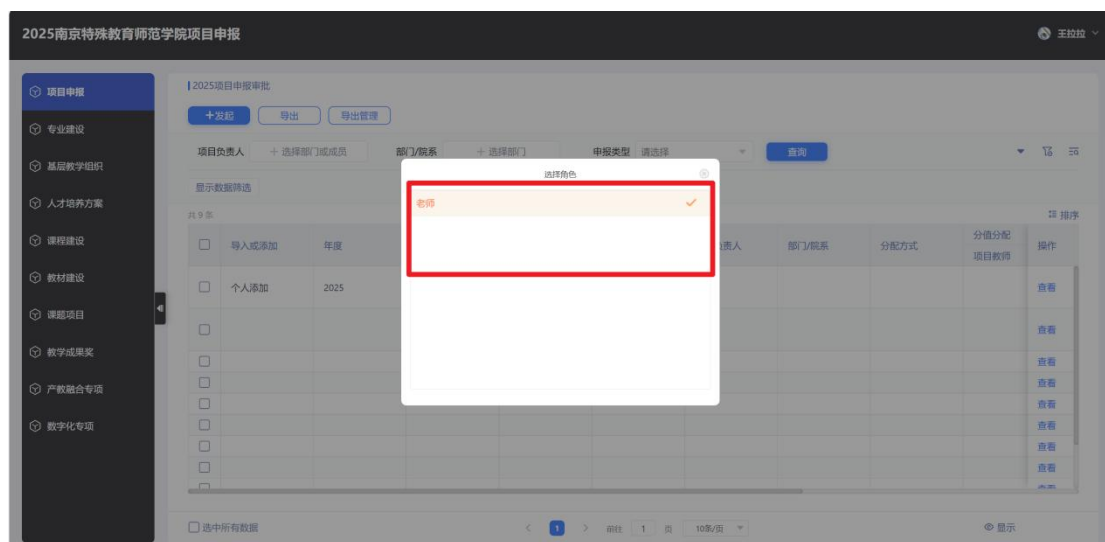 2025南京特殊教育师范学院项目申报
王拉拉
项目申报
专业建设
基层教学组织
人才培养方案
课程建设
教材建设
课题项目
教学成果奖
产教融合专项
数字化专项
2025项目申报审批
+发起 导出 导出管理
项目负责人 + 选择部门或成员 部门/院系 + 选择部门 申报类型 请选择 查询
显示数据筛选
共 9 条 排序
选择角色
老师
导入或添加 年度 责人 部门/院系 分配方式 分值分配 操作
项目教师
个人添加 2025 查看
查看
查看
查看
查看
查看
查看
查看
选中所有数据 < 1 > 前往 1 页 10条/页 显示